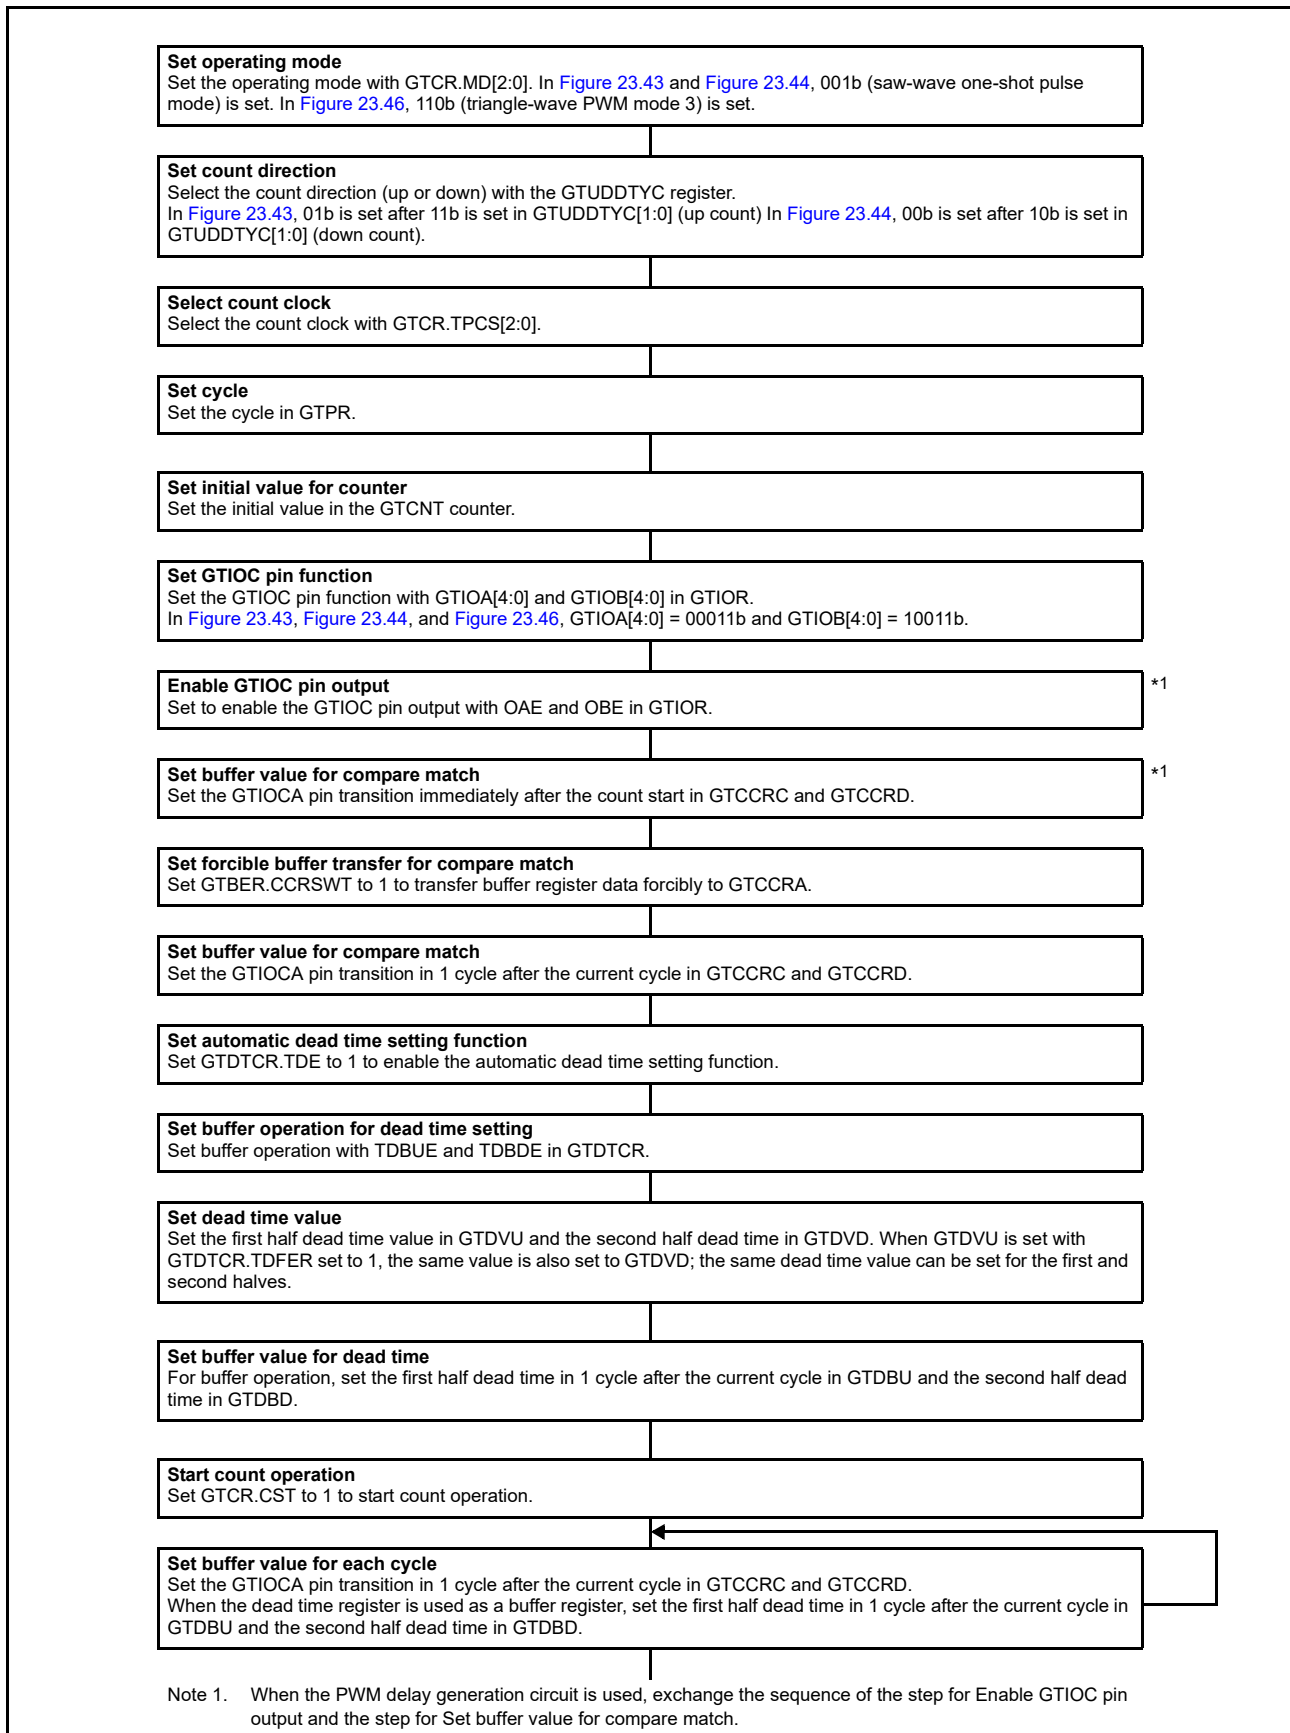 Set operating mode
Set the operating mode with GTCR.MD[2:0]. In Figure 23.43 and Figure 23.44, 001b (saw-wave one-shot pulse
mode) is set. In Figure 23.46, 110b (triangle-wave PWM mode 3) is set.
Set count direction
Select the count direction (up or down) with the GTUDDTYC register.
In Figure 23.43, 01b is set after 11b is set in GTUDDTYC[1:0] (up count) In Figure 23.44, 00b is set after 10b is set in
GTUDDTYC[1:0] (down count).
Select count clock
Select the count clock with GTCR.TPCS[2:0].
Set cycle
Set the cycle in GTPR.
Set initial value for counter
Set the initial value in the GTCNT counter.
Set GTIOC pin function
Set the GTIOC pin function with GTIOA[4:0] and GTIOB[4:0] in GTIOR.
In Figure 23.43, Figure 23.44, and Figure 23.46, GTIOA[4:0] = 00011b and GTIOB[4:0] = 10011b.
Enable GTIOC pin output *1
Set to enable the GTIOC pin output with OAE and OBE in GTIOR.
Set buffer value for compare match *1
Set the GTIOCA pin transition immediately after the count start in GTCCRC and GTCCRD.
Set forcible buffer transfer for compare match
Set GTBER.CCRSWT to 1 to transfer buffer register data forcibly to GTCCRA.
Set buffer value for compare match
Set the GTIOCA pin transition in 1 cycle after the current cycle in GTCCRC and GTCCRD.
Set automatic dead time setting function
Set GTDTCR.TDE to 1 to enable the automatic dead time setting function.
Set buffer operation for dead time setting
Set buffer operation with TDBUE and TDBDE in GTDTCR.
Set dead time value
Set the first half dead time value in GTDVU and the second half dead time in GTDVD. When GTDVU is set with
GTDTCR.TDFER set to 1, the same value is also set to GTDVD; the same dead time value can be set for the first and
second halves.
Set buffer value for dead time
For buffer operation, set the first half dead time in 1 cycle after the current cycle in GTDBU and the second half dead
time in GTDBD.
Start count operation
Set GTCR.CST to 1 to start count operation.
Set buffer value for each cycle
Set the GTIOCA pin transition in 1 cycle after the current cycle in GTCCRC and GTCCRD.
When the dead time register is used as a buffer register, set the first half dead time in 1 cycle after the current cycle in
GTDBU and the second half dead time in GTDBD.
Note 1. When the PWM delay generation circuit is used, exchange the sequence of the step for Enable GTIOC pin
output and the step for Set buffer value for compare match.